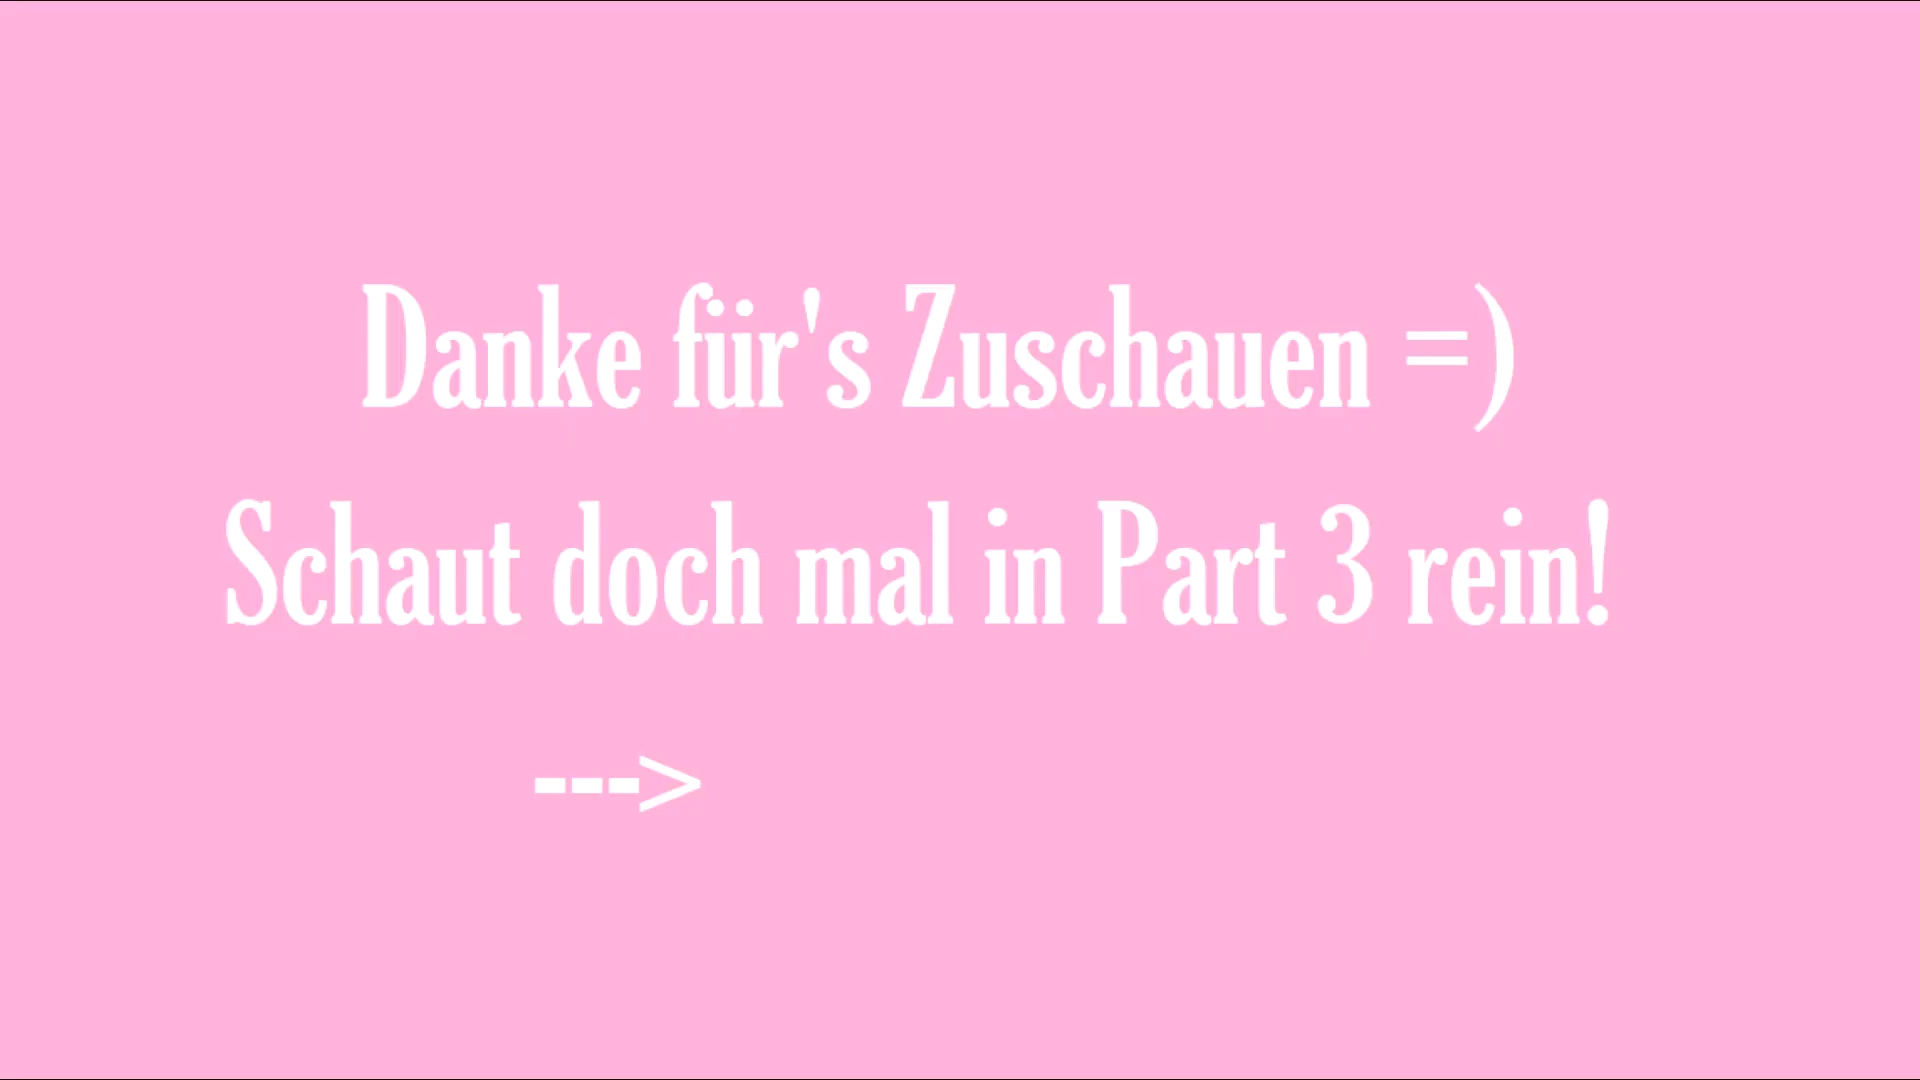 Danke für's Zuschauen =)
Schaut doch mal in Part 3 rein!
--->